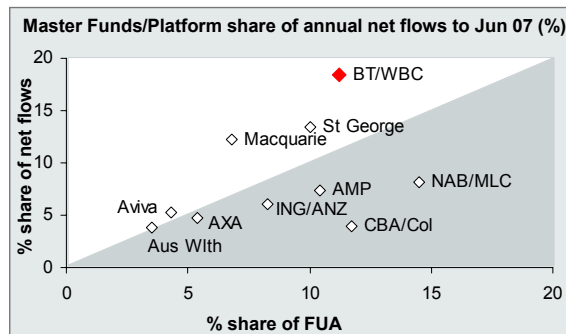 Master Funds/Platform share of annual net flows to Jun 07 (%)
% share of net flows
20
15
10
5
0
BT/WBC
St George
Macquarie
NAB/MLC
AMP
Aviva
ING/ANZ
AXA
CBA/Col
Aus Wlth
0 5 10 15 20
% share of FUA